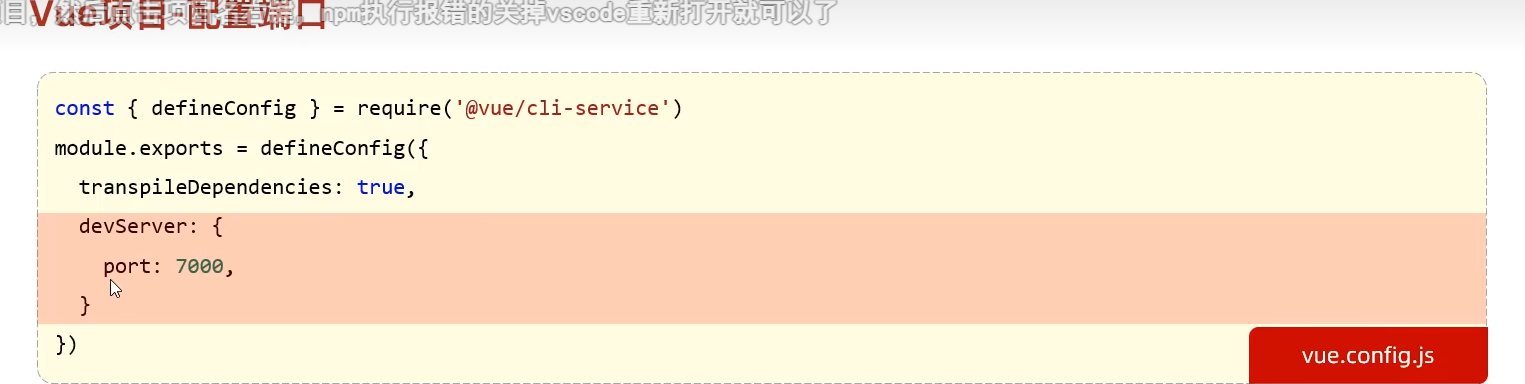 Vue项目-配置端口
npm执行报错的关掉vscode重新打开就可以了
const { defineConfig } = require('@vue/cli-service')
module.exports = defineConfig({
transpileDependencies: true,
devServer: {
port: 7000,
}
})
vue.config.js